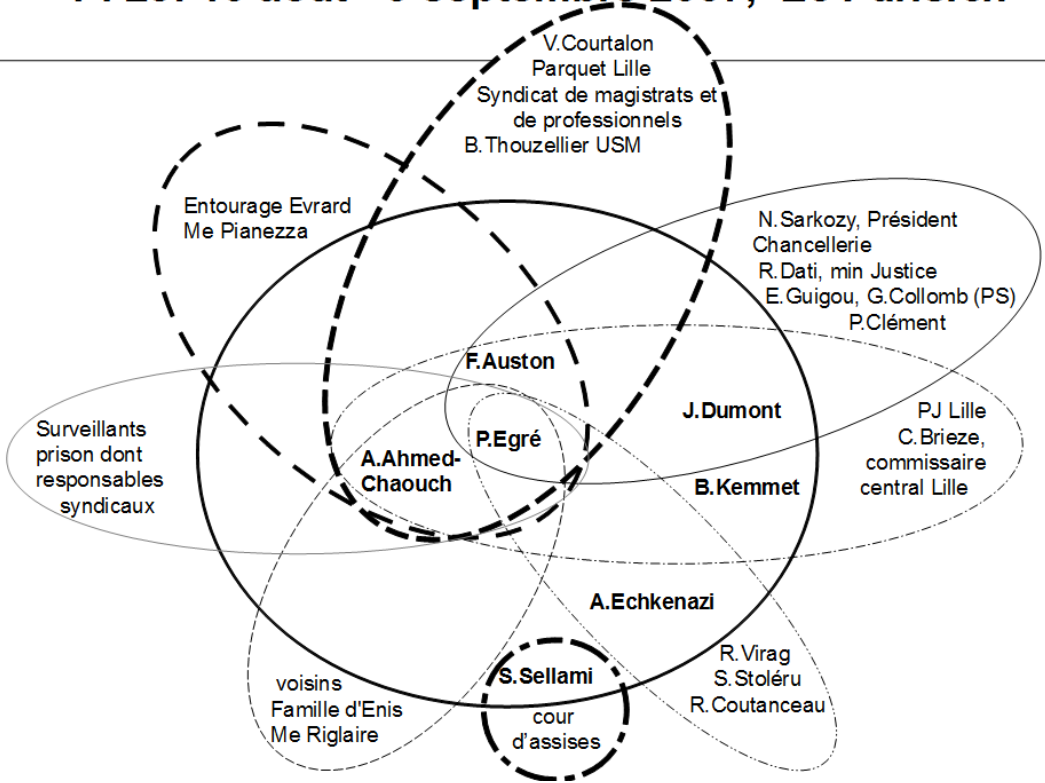 V.Courtalon
Parquet Lille
Syndicat de magistrats et
de professionnels
B.Thouzellier USM
Entourage Evrard
Me Pianezza
N.Sarkozy, Président
Chancellerie
R.Dati, min Justice
E.Guigou, G.Collomb (PS)
P.Clément
F.Auston
J.Dumont
P.Egré
A.Ahmed-
Chaouch
Surveillants
prison dont
responsables
syndicaux
PJ Lille
C.Brieze,
commissaire
central Lille
B.Kemmet
A.Echkenazi
S.Sellami
cour
d'assises
R.Virag
S.Stoléru
R.Coutanceau
voisins
Famille d'Enis
Me Riglaire